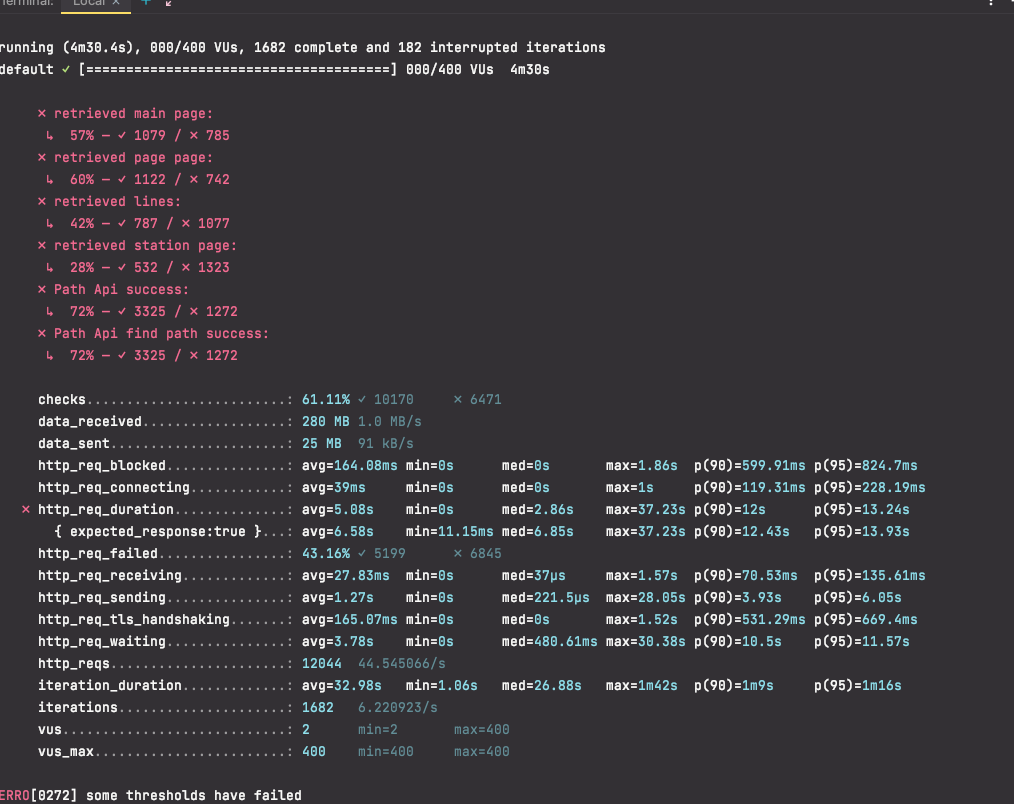 Terminal: Local × +
running (4m30.4s), 000/400 VUs, 1682 complete and 182 interrupted iterations
default ✓ [======================================] 000/400 VUs  4m30s
✗ retrieved main page:
↳  57% — ✓ 1079 / ✗ 785
✗ retrieved page page:
↳  60% — ✓ 1122 / ✗ 742
✗ retrieved lines:
↳  42% — ✓ 787 / ✗ 1077
✗ retrieved station page:
↳  28% — ✓ 532 / ✗ 1323
✗ Path Api success:
↳  72% — ✓ 3325 / ✗ 1272
✗ Path Api find path success:
↳  72% — ✓ 3325 / ✗ 1272
checks.........................: 61.11% ✓ 10170     ✗ 6471
data_received..................: 280 MB 1.0 MB/s
data_sent......................: 25 MB  91 kB/s
http_req_blocked...............: avg=164.08ms min=0s      med=0s       max=1.86s  p(90)=599.91ms p(95)=824.7ms
http_req_connecting............: avg=39ms     min=0s      med=0s       max=1s     p(90)=119.31ms p(95)=228.19ms
✗ http_req_duration..............: avg=5.08s    min=0s      med=2.86s    max=37.23s p(90)=12s      p(95)=13.24s
{ expected_response:true }...: avg=6.58s    min=11.15ms med=6.85s    max=37.23s p(90)=12.43s   p(95)=13.93s
http_req_failed................: 43.16% ✓ 5199      ✗ 6845
http_req_receiving.............: avg=27.83ms  min=0s      med=37µs     max=1.57s  p(90)=70.53ms  p(95)=135.61ms
http_req_sending...............: avg=1.27s    min=0s      med=221.5µs  max=28.05s p(90)=3.93s    p(95)=6.05s
http_req_tls_handshaking.......: avg=165.07ms min=0s      med=0s       max=1.52s  p(90)=531.29ms p(95)=669.4ms
http_req_waiting...............: avg=3.78s    min=0s      med=480.61ms max=30.38s p(90)=10.5s    p(95)=11.57s
http_reqs......................: 12044  44.545066/s
iteration_duration.............: avg=32.98s   min=1.06s   med=26.88s   max=1m42s  p(90)=1m9s     p(95)=1m16s
iterations.....................: 1682   6.220923/s
vus............................: 2      min=2       max=400
vus_max........................: 400    min=400     max=400
ERRO[0272] some thresholds have failed